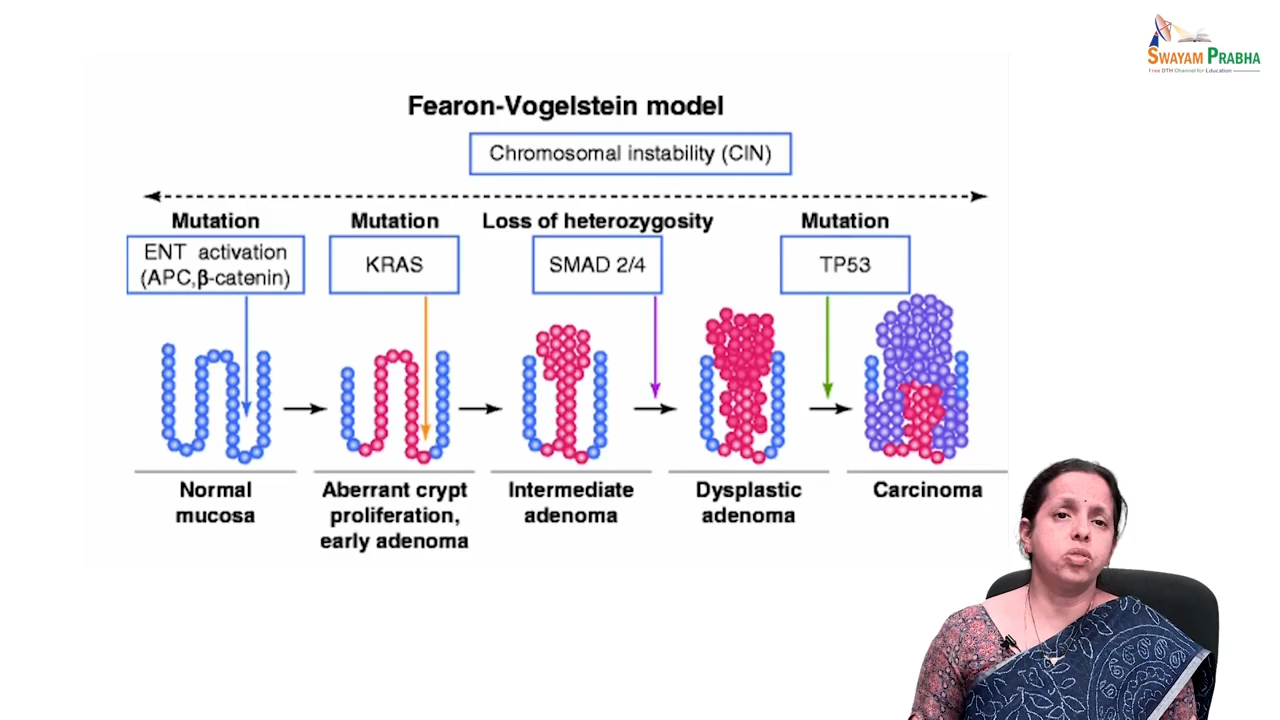 SWAYAM PRABHA
Free DTH Channel for Education
Fearon-Vogelstein model
Chromosomal instability (CIN)
Mutation
ENT activation
(APC,β-catenin)
Mutation
KRAS
Loss of heterozygosity
SMAD 2/4
Mutation
TP53
Normal
mucosa
Aberrant crypt
proliferation,
early adenoma
Intermediate
adenoma
Dysplastic
adenoma
Carcinoma